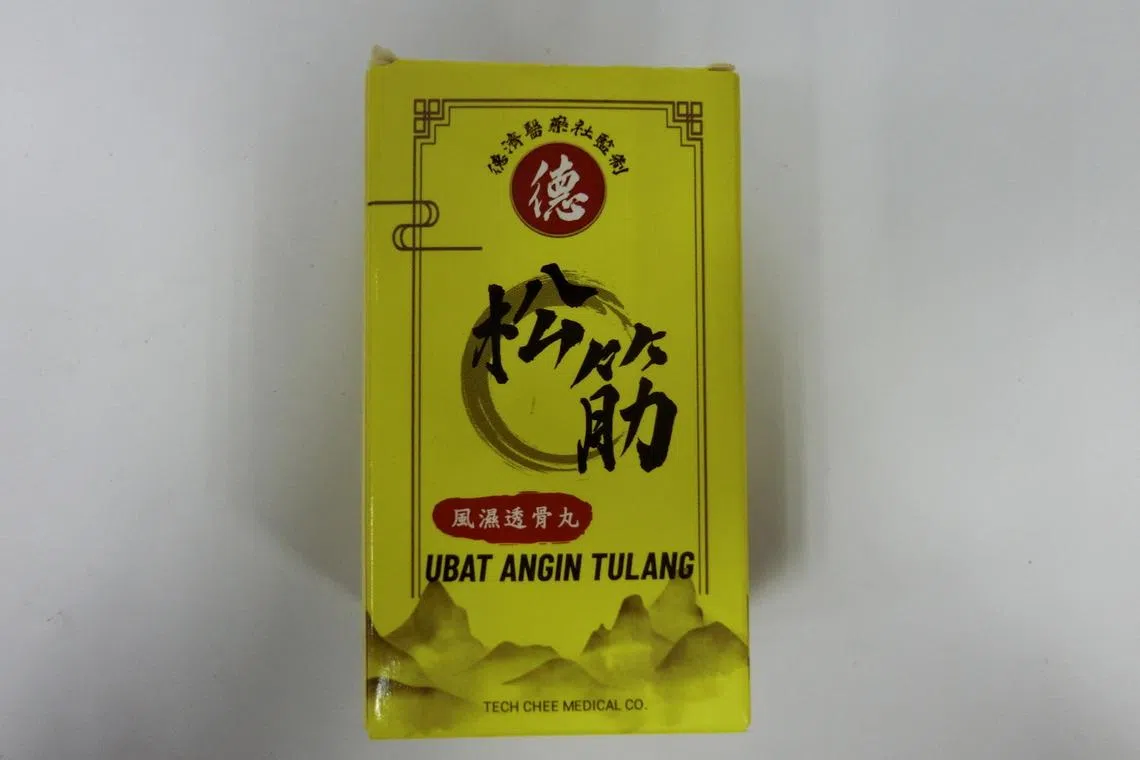 德濟醫藥社監制
德
松筋
風濕透骨丸
UBAT ANGIN TULANG
TECH CHEE MEDICAL CO.